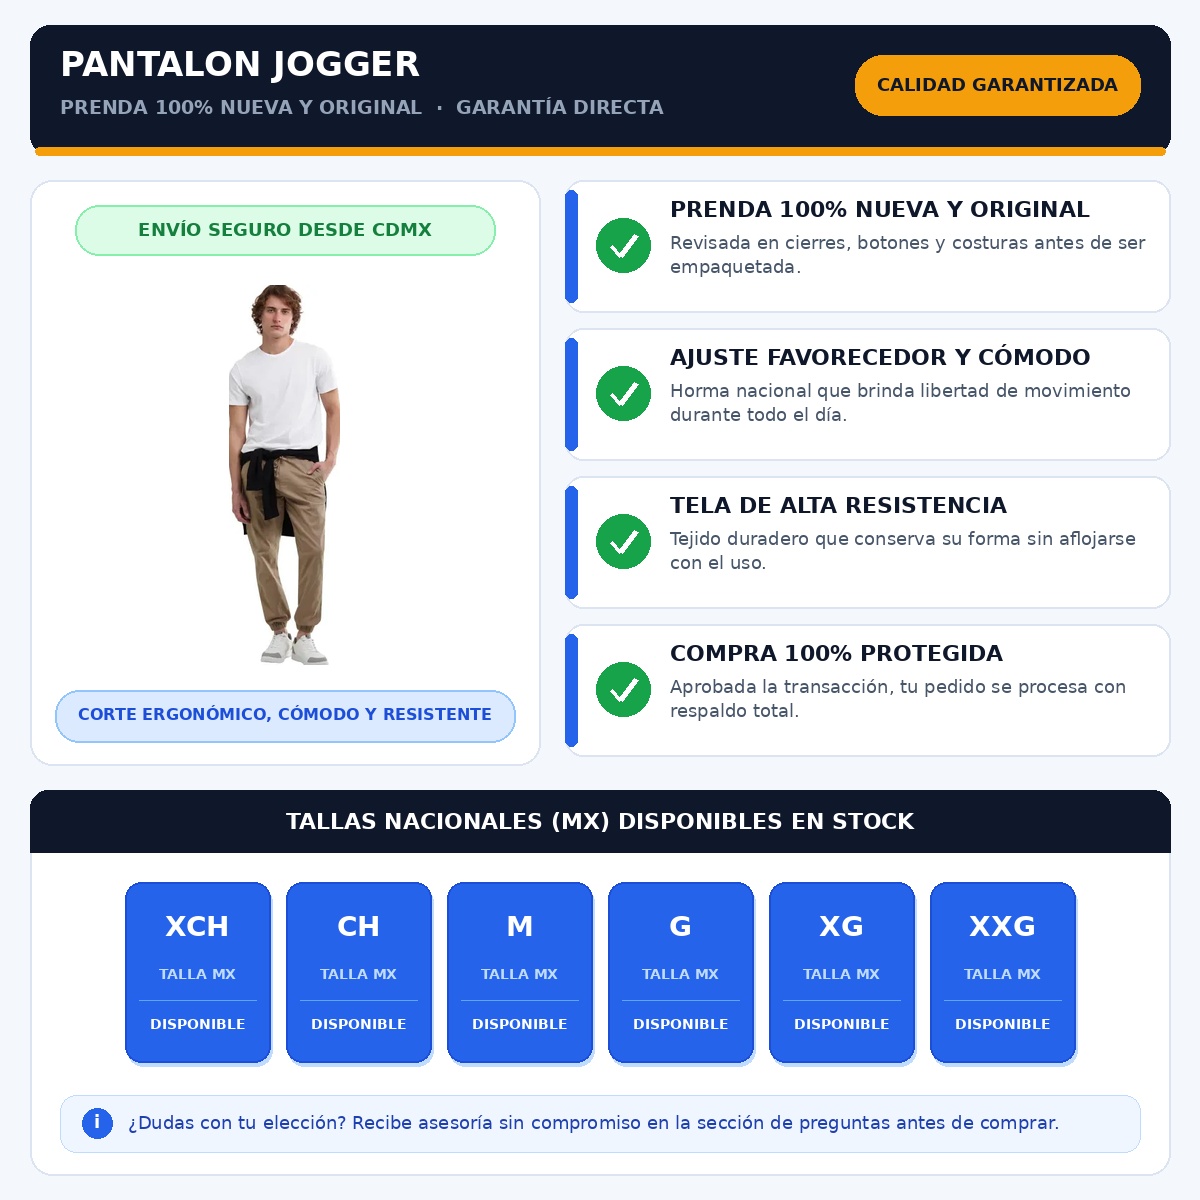 PANTALON JOGGER
PRENDA 100% NUEVA Y ORIGINAL · GARANTÍA DIRECTA
CALIDAD GARANTIZADA
ENVÍO SEGURO DESDE CDMX
CORTE ERGONÓMICO, CÓMODO Y RESISTENTE
PRENDA 100% NUEVA Y ORIGINAL
Revisada en cierres, botones y costuras antes de ser
empaquetada.
AJUSTE FAVORECEDOR Y CÓMODO
Horma nacional que brinda libertad de movimiento
durante todo el día.
TELA DE ALTA RESISTENCIA
Tejido duradero que conserva su forma sin aflojarse
con el uso.
COMPRA 100% PROTEGIDA
Aprobada la transacción, tu pedido se procesa con
respaldo total.
TALLAS NACIONALES (MX) DISPONIBLES EN STOCK
XCH
TALLA MX
DISPONIBLE
CH
TALLA MX
DISPONIBLE
M
TALLA MX
DISPONIBLE
G
TALLA MX
DISPONIBLE
XG
TALLA MX
DISPONIBLE
XXG
TALLA MX
DISPONIBLE
i ¿Dudas con tu elección? Recibe asesoría sin compromiso en la sección de preguntas antes de comprar.